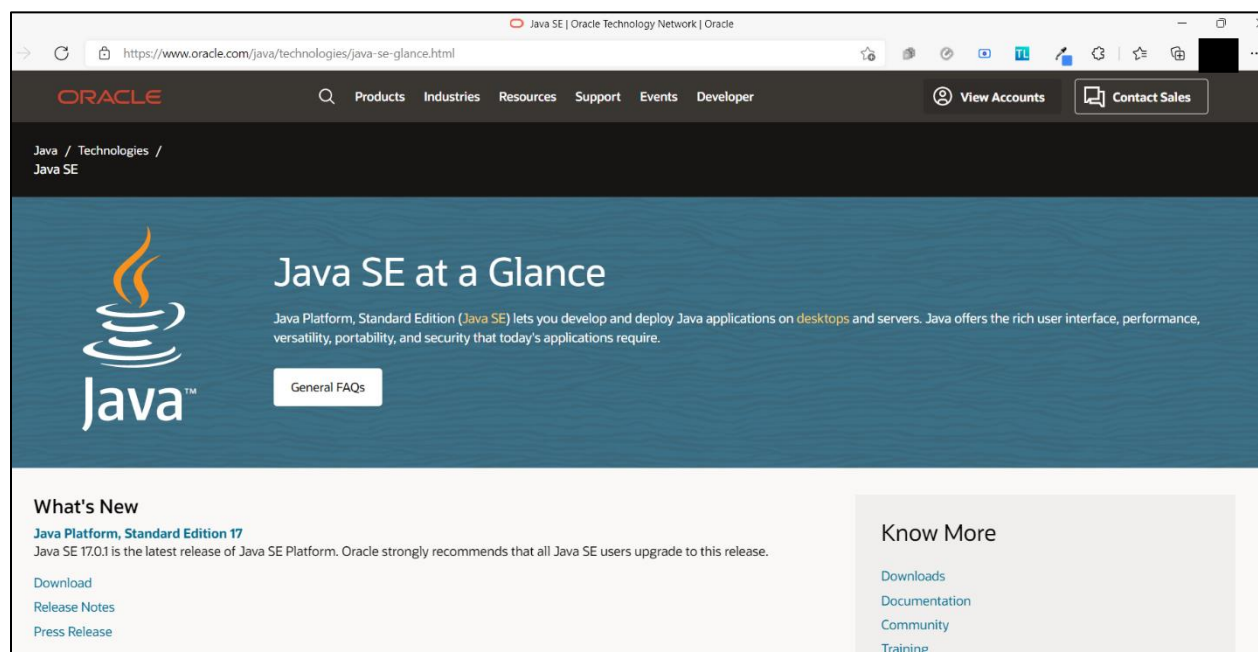 Java SE | Oracle Technology Network | Oracle
https://www.oracle.com/java/technologies/java-se-glance.html
TL
ORACLE
Products Industries Resources Support Events Developer
View Accounts
Contact Sales
Java / Technologies /
Java SE
Java™
Java SE at a Glance
Java Platform, Standard Edition (Java SE) lets you develop and deploy Java applications on desktops and servers. Java offers the rich user interface, performance,
versatility, portability, and security that today's applications require.
General FAQs
What's New
Java Platform, Standard Edition 17
Java SE 17.0.1 is the latest release of Java SE Platform. Oracle strongly recommends that all Java SE users upgrade to this release.
Download
Release Notes
Press Release
Know More
Downloads
Documentation
Community
Training